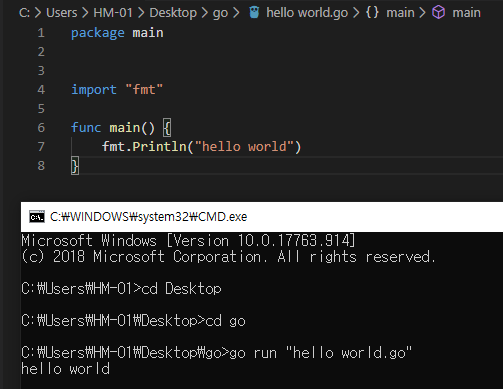 C: > Users > HM-01 > Desktop > go > hello world.go > {} main > main
1 package main
2
3
4 import "fmt"
5
6 func main() {
7 fmt.Println("hello world")
8 }
C:₩WINDOWS₩system32₩CMD.exe
Microsoft Windows [Version 10.0.17763.914]
(c) 2018 Microsoft Corporation. All rights reserved.
C:₩Users₩HM-01>cd Desktop
C:₩Users₩HM-01₩Desktop>cd go
C:₩Users₩HM-01₩Desktop₩go>go run "hello world.go"
hello world